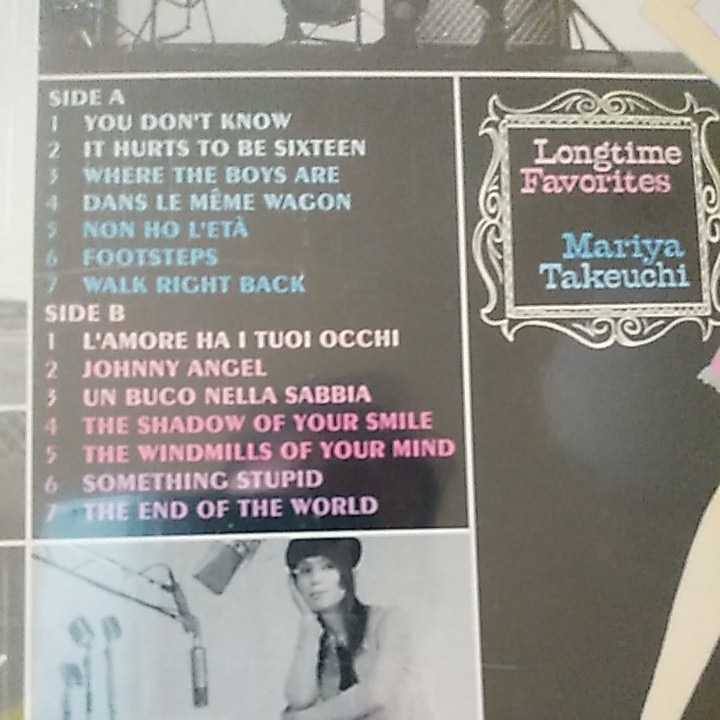 SIDE A
1 YOU DON'T KNOW
2 IT HURTS TO BE SIXTEEN
3 WHERE THE BOYS ARE
4 DANS LE MÊME WAGON
5 NON HO L'ETÀ
6 FOOTSTEPS
7 WALK RIGHT BACK
SIDE B
1 L'AMORE HA I TUOI OCCHI
2 JOHNNY ANGEL
3 UN BUCO NELLA SABBIA
4 THE SHADOW OF YOUR SMILE
5 THE WINDMILLS OF YOUR MIND
6 SOMETHING STUPID
7 THE END OF THE WORLD
Longtime
Favorites
Mariya
Takeuchi